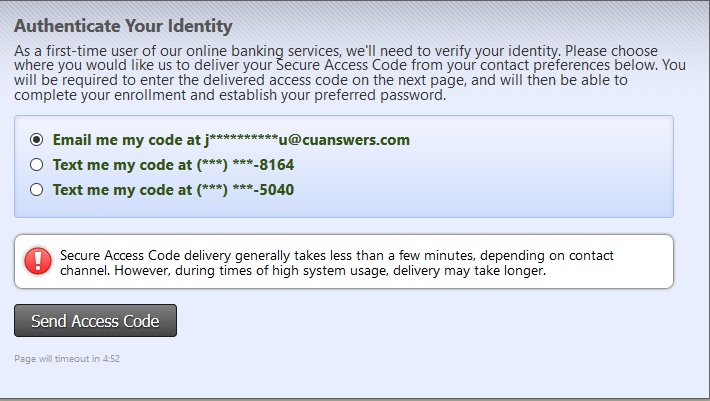 Authenticate Your Identity
As a first-time user of our online banking services, we'll need to verify your identity. Please choose
where you would like us to deliver your Secure Access Code from your contact preferences below. You
will be required to enter the delivered access code on the next page, and will then be able to
complete your enrollment and establish your preferred password.
Email me my code at j**********u@cuanswers.com
Text me my code at (***) ***-8164
Text me my code at (***) ***-5040
Secure Access Code delivery generally takes less than a few minutes, depending on contact
channel. However, during times of high system usage, delivery may take longer.
Send Access Code
Page will timeout in 4:52